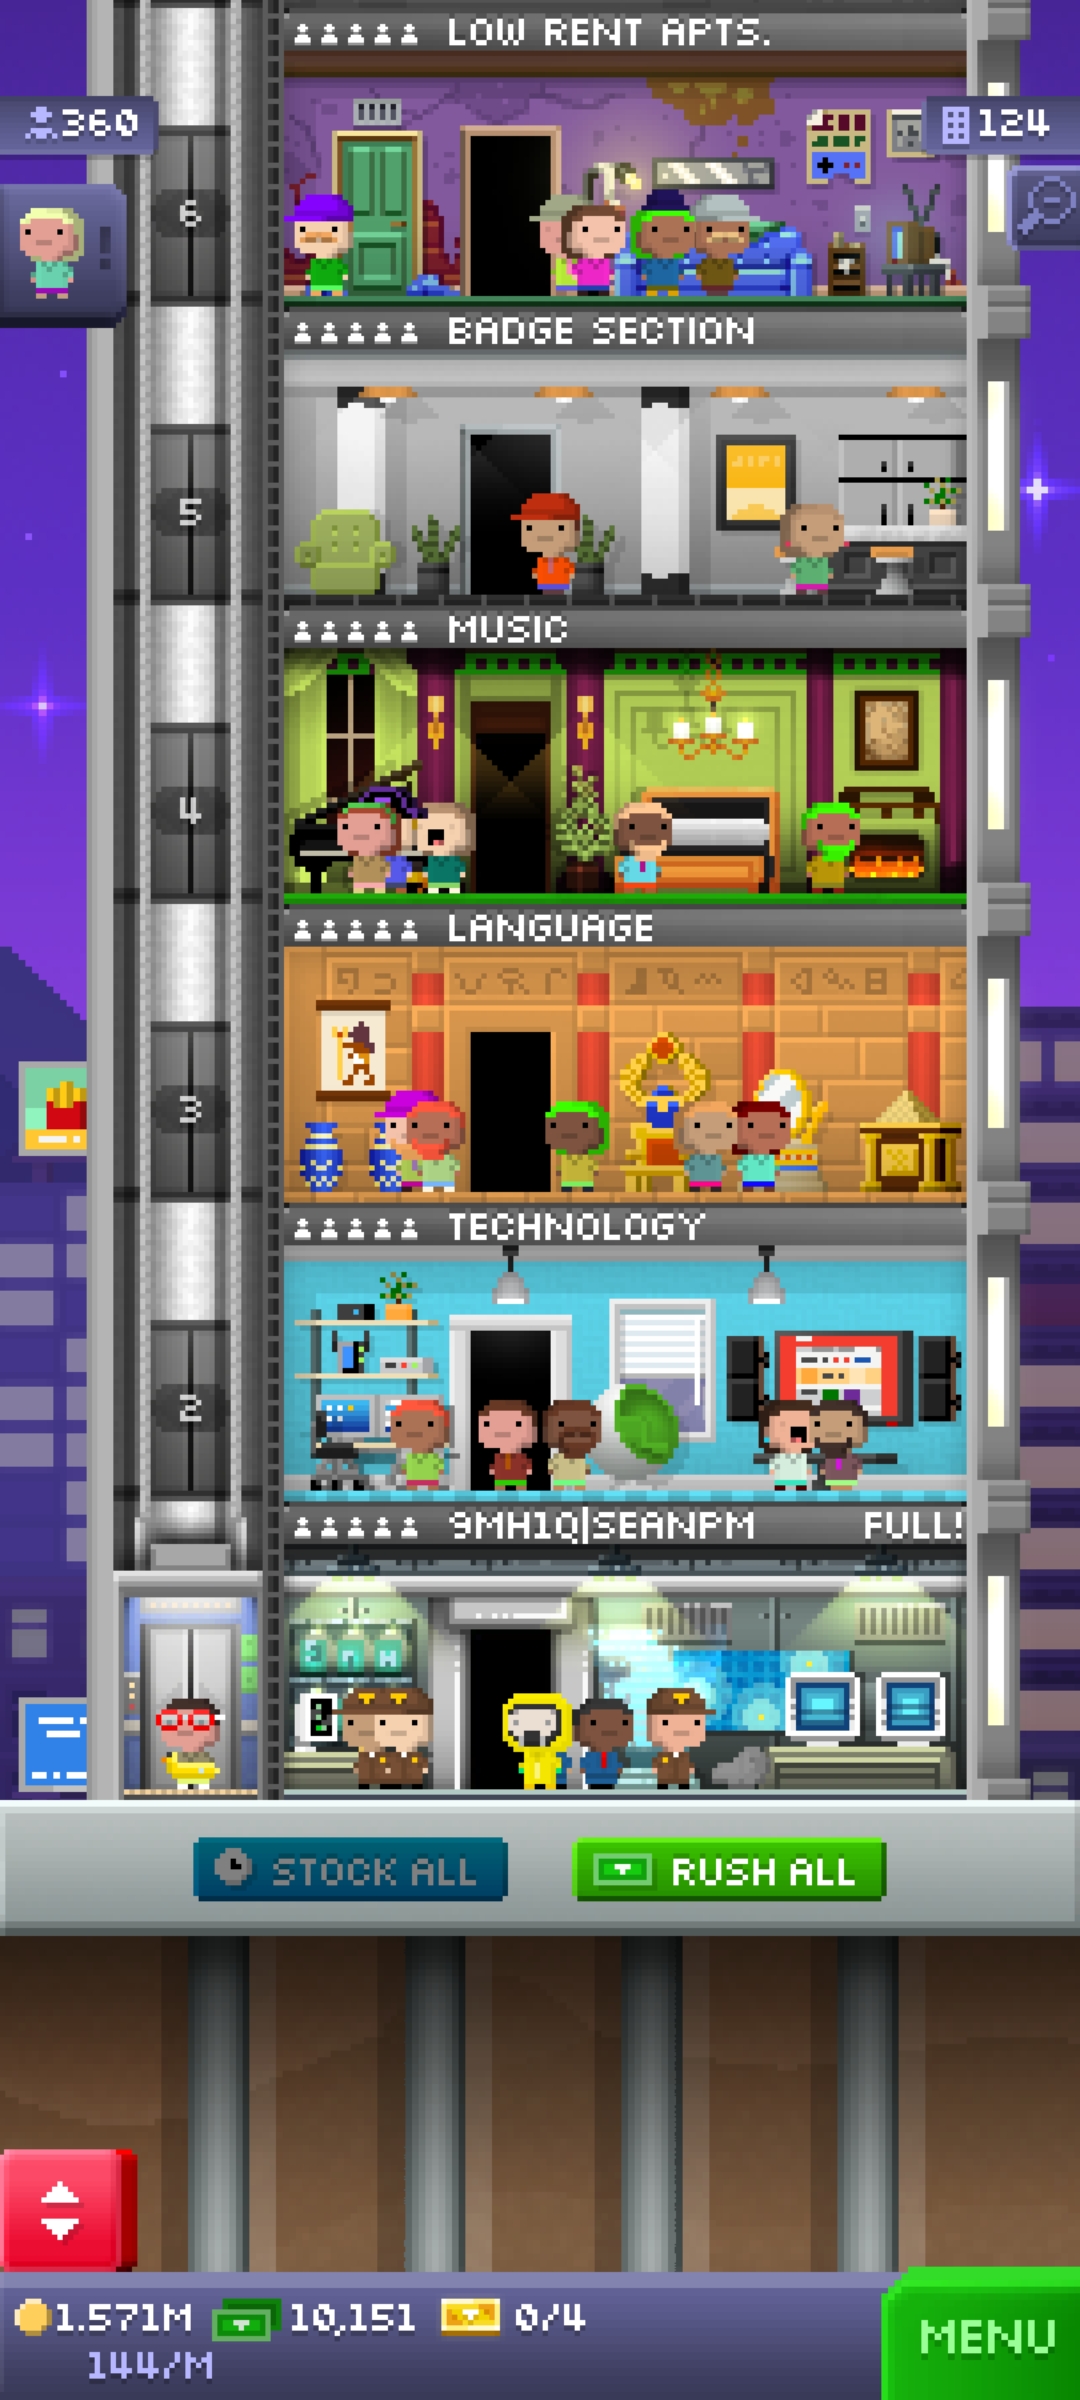 LOW RENT APTS.
360
124
6
BADGE SECTION
5
MUSIC
4
LANGUAGE
3
TECHNOLOGY
2
9MH1Q|SEANPM FULL!
STOCK ALL
RUSH ALL
1.571M 10,151 0/4
144/M
MENU